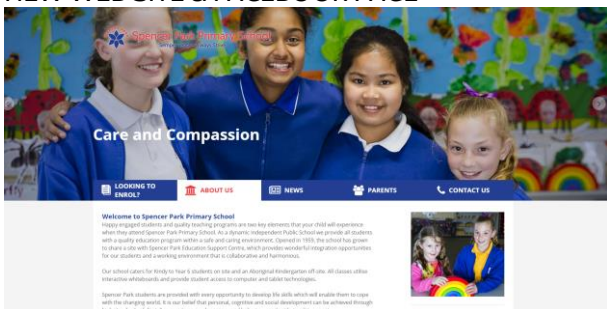 NEW WEBSITE & FACEBOOK PAGE
Spencer Park Primary School
Care and Compassion
LOOKING TO
ENROL?
ABOUT US
NEWS
PARENTS
CONTACT US
Welcome to Spencer Park Primary School
Happy engaged students and quality teaching programs are two key elements that your child will experience
when they attend Spencer Park Primary School. As a dynamic Independent Public School we provide all students
with a quality education program within a safe and caring environment. Opened in 1959, the school has grown
to share a site with Spencer Park Education Support Centre, which provides wonderful integration opportunities
for our students and a working environment that is collaborative and harmonious.
Our school caters for Kindy to Year 6 students on site and an Aboriginal Kindergarten off-site. All classes utilise
interactive whiteboards and provide student access to computer and tablet technologies.
Spencer Park students are provided with every opportunity to develop life skills which will enable them to cope
with the changing world. It is our belief that personal, cognitive and social development can be achieved through